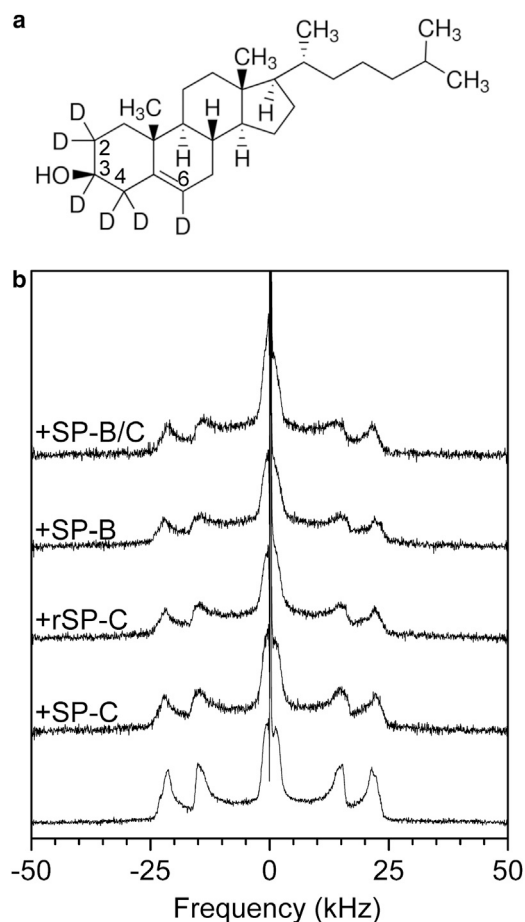 a
CH3
CH3
CH3
CH3
H3C
H
H
H
H
D
D
2
3
4
6
HO
D
D
D
D
b
+SP-B/C
+SP-B
+rSP-C
+SP-C
-50 -25 0 25 50
Frequency (kHz)